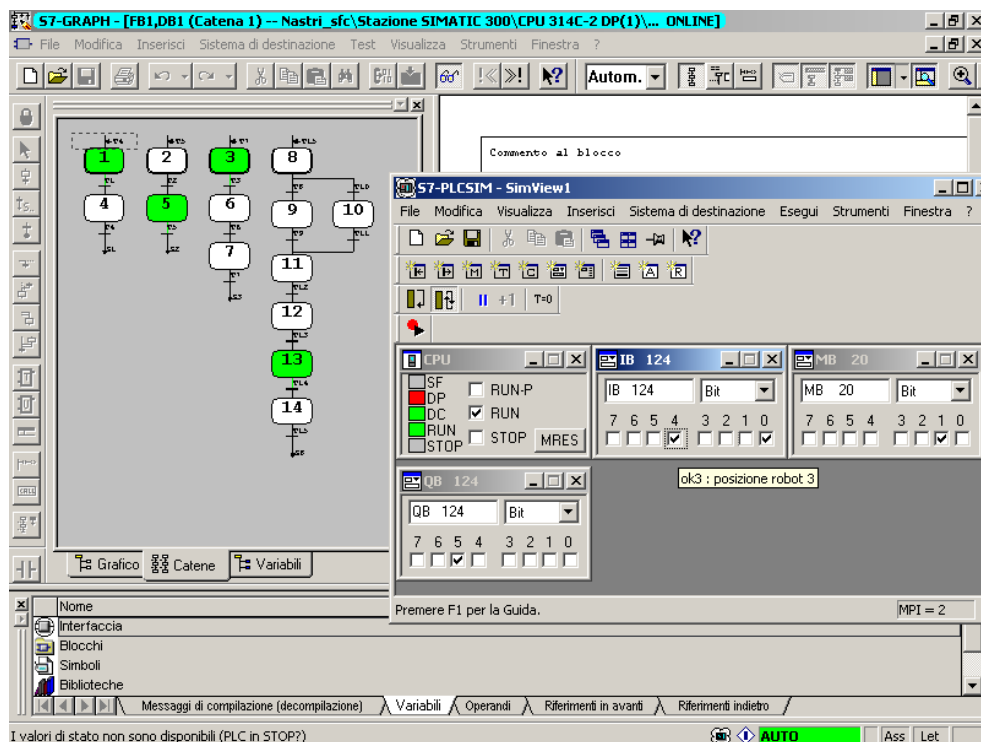 S7-GRAPH - [FB1,DB1 (Catena 1) -- Nastri_sfc\Stazione SIMATIC 300\CPU 314C-2 DP(1)\... ONLINE]
File Modifica Inserisci Sistema di destinazione Test Visualizza Strumenti Finestra ?
Autom.
Commento al blocco
1 2 3 8
4 5 6 9 10
7
11
12
13
14
S7-PLCSIM - SimView1
File Modifica Visualizza Inserisci Sistema di destinazione Esegui Strumenti Finestra ?
+1 T=0
CPU
SF
DP
DC
RUN
STOP
RUN-P
RUN
STOP MRES
IB 124
IB 124 Bit
7 6 5 4 3 2 1 0
MB 20
MB 20 Bit
7 6 5 4 3 2 1 0
ok3 : posizione robot 3
QB 124
QB 124 Bit
7 6 5 4 3 2 1 0
Premere F1 per la Guida. MPI = 2
Grafico Catene Variabili
Nome
Interfaccia
Blocchi
Simboli
Biblioteche
Messaggi di compilazione (decompilazione) Variabili Operandi Riferimenti in avanti Riferimenti indietro
I valori di stato non sono disponibili (PLC in STOP?) AUTO Ass Let